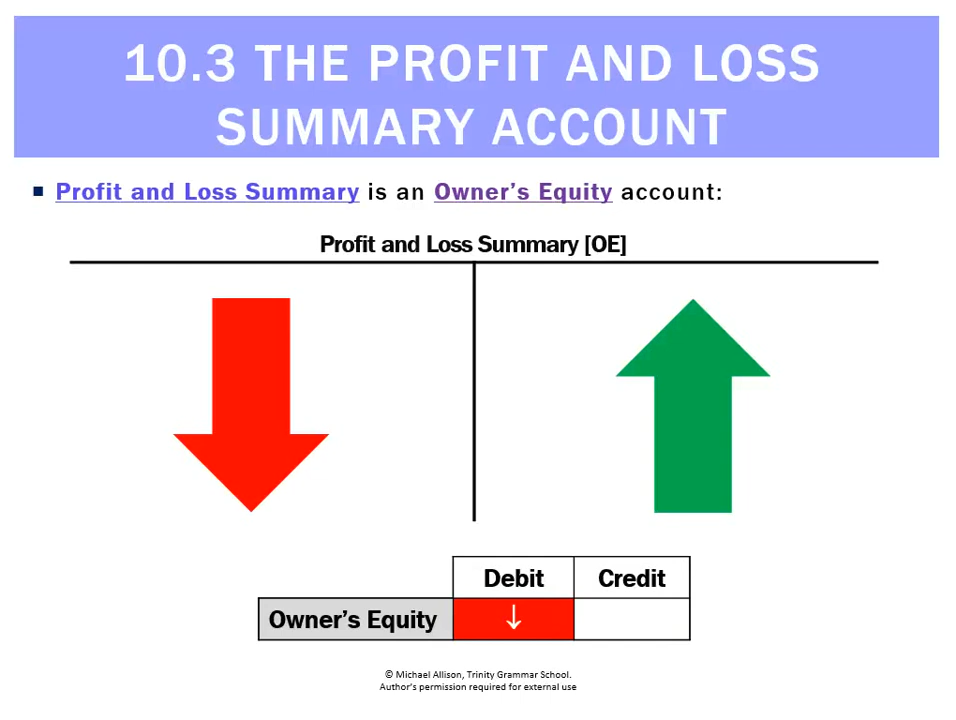 10.3 THE PROFIT AND LOSS
SUMMARY ACCOUNT
▪ Profit and Loss Summary is an Owner's Equity account:
Profit and Loss Summary [OE]
Debit Credit
Owner's Equity ↓
© Michael Allison, Trinity Grammar School.
Author's permission required for external use